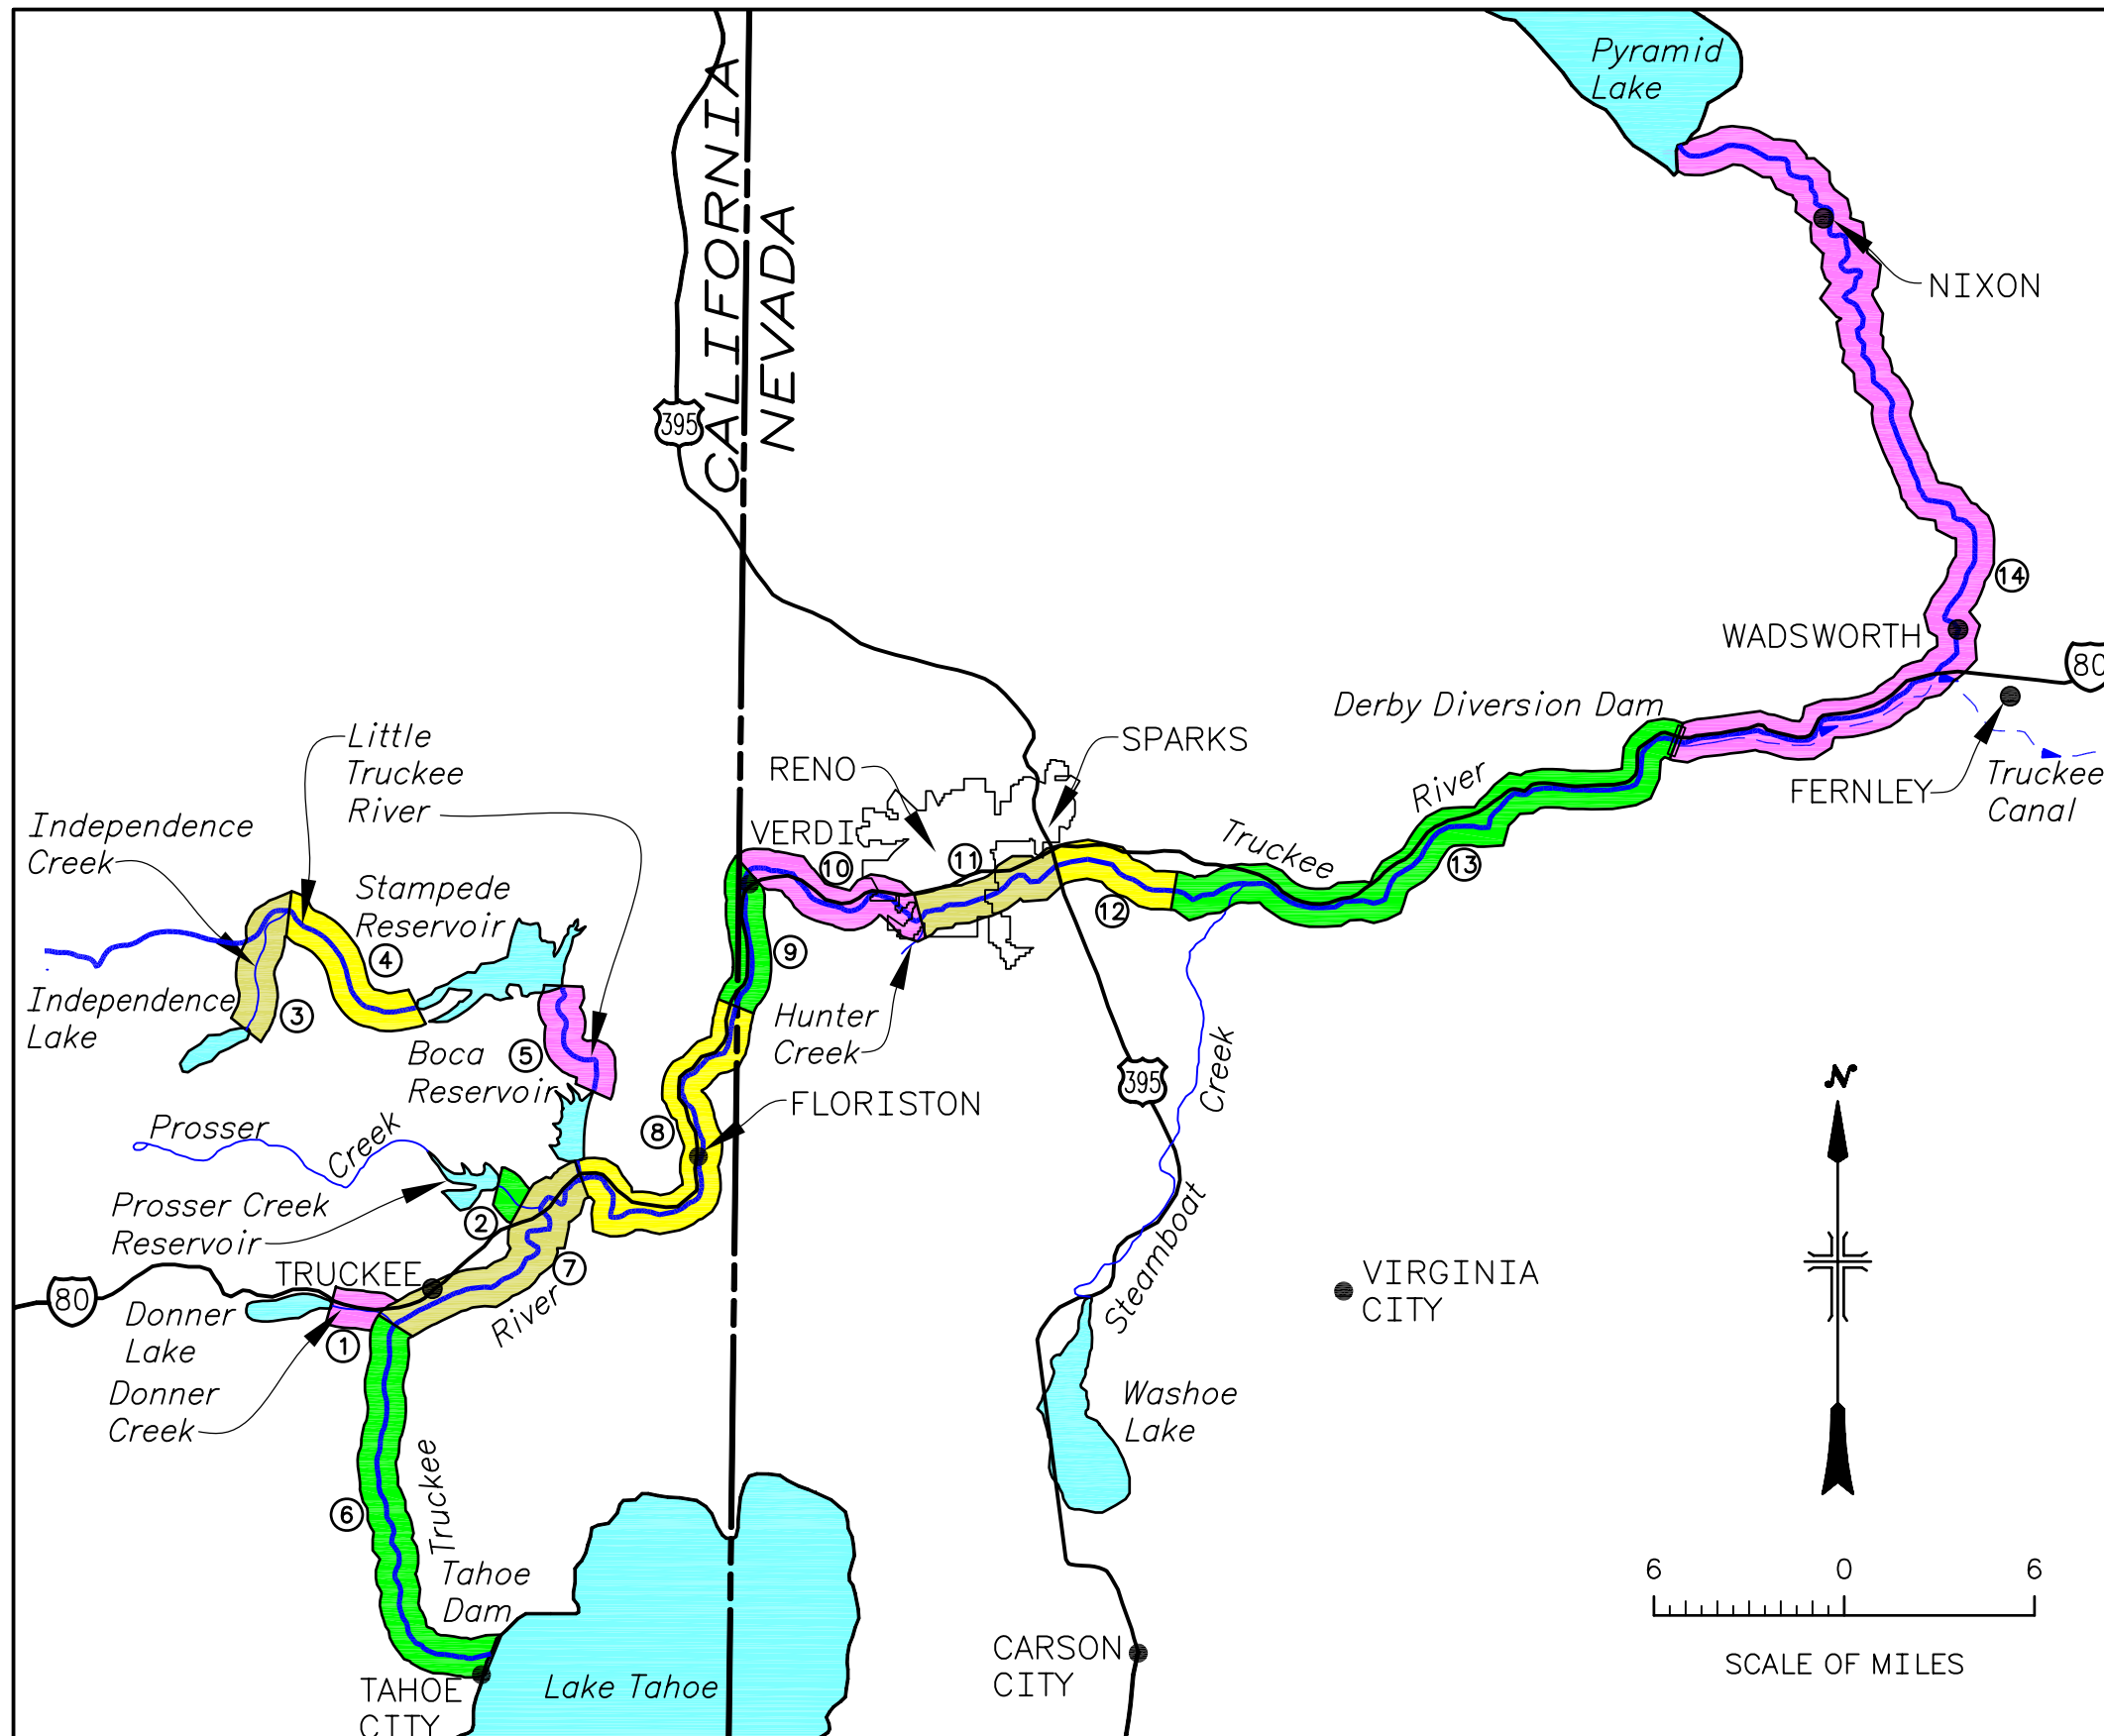 Pyramid
Lake
CALIFORNIA
NEVADA
NIXON
395
14
WADSWORTH
80
Derby Diversion Dam
FERNLEY
Truckee
Canal
Little
Truckee
River
SPARKS
RENO
VERDI
River
Truckee
Independence
Creek
Stampede
Reservoir
10
11
12
13
4
9
3
Independence
Lake
Hunter
Creek
Boca
Reservoir
5
395
Creek
Steamboat
FLORISTON
8
Prosser
Creek
Prosser Creek
Reservoir
2
7
TRUCKEE
80
River
Donner
Lake
1
Donner
Creek
VIRGINIA
CITY
Washoe
Lake
Truckee
6
Tahoe
Dam
TAHOE
CITY
Lake Tahoe
CARSON
CITY
N
6 0 6
SCALE OF MILES